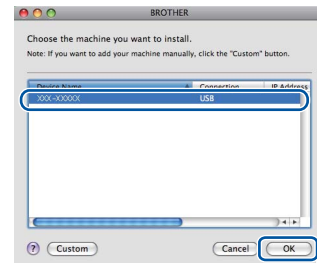 BROTHER
Choose the machine you want to install.
Note: If you want to add your machine manually, click the "Custom" button.
Device Name Connection IP Address
XXX-XXXXX USB
? Custom Cancel OK